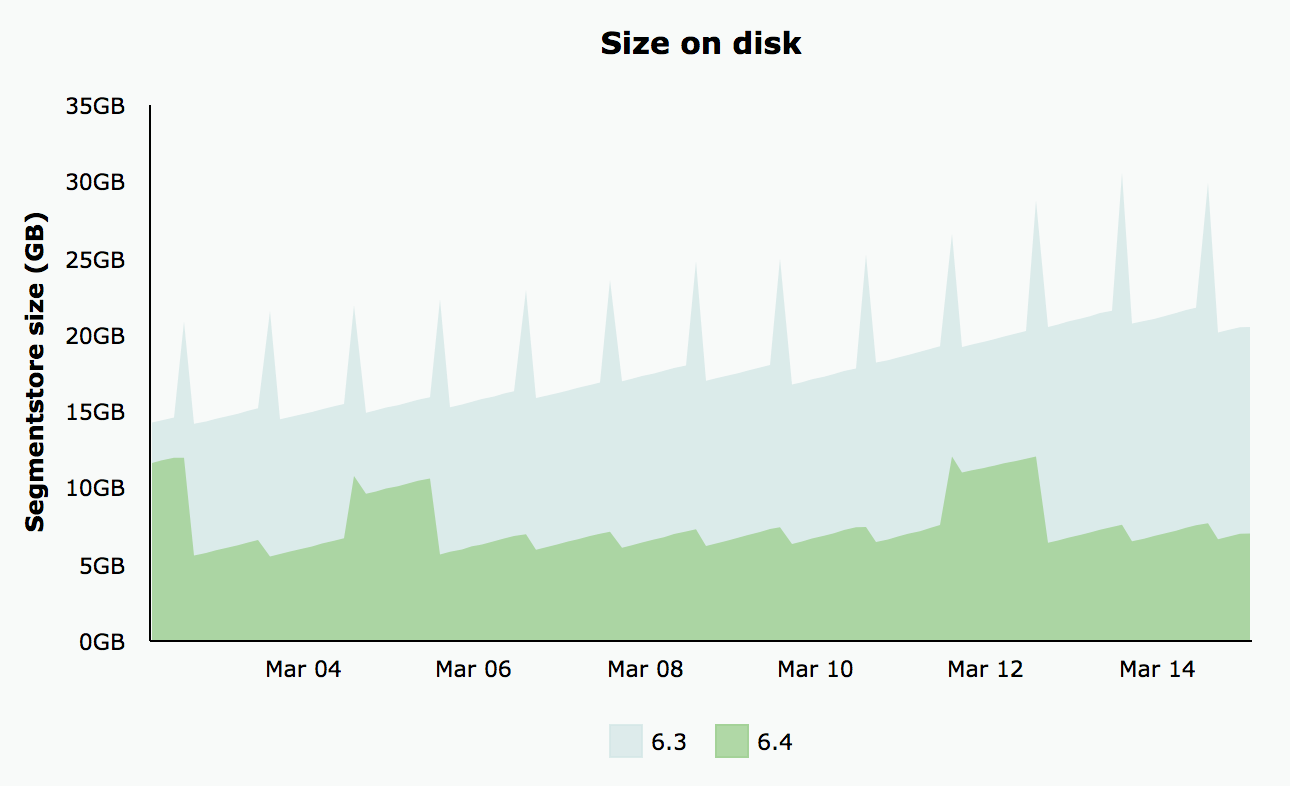 Size on disk
Segmentstore size (GB)
35GB
30GB
25GB
20GB
15GB
10GB
5GB
0GB
Mar 04 Mar 06 Mar 08 Mar 10 Mar 12 Mar 14
6.3 6.4